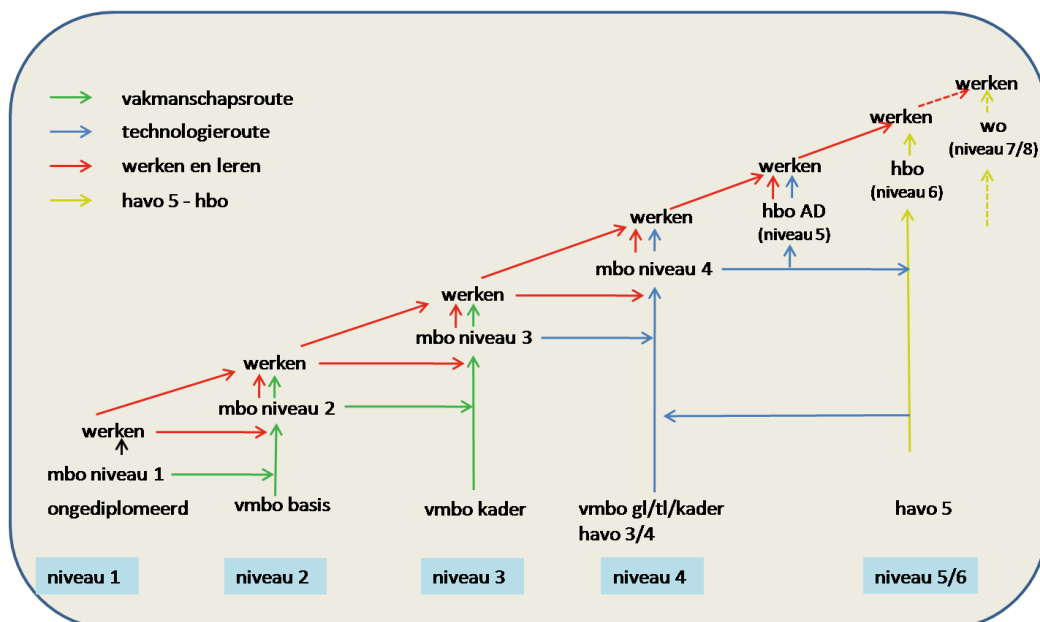 vakmanschapsroute
technologieroute
werken en leren
havo 5 - hbo
werken
wo
(niveau 7/8)
werken
hbo
(niveau 6)
werken
hbo AD
(niveau 5)
werken
mbo niveau 4
werken
mbo niveau 3
werken
mbo niveau 2
werken
mbo niveau 1
ongediplomeerd
vmbo basis
vmbo kader
vmbo gl/tl/kader
havo 3/4
havo 5
niveau 1
niveau 2
niveau 3
niveau 4
niveau 5/6